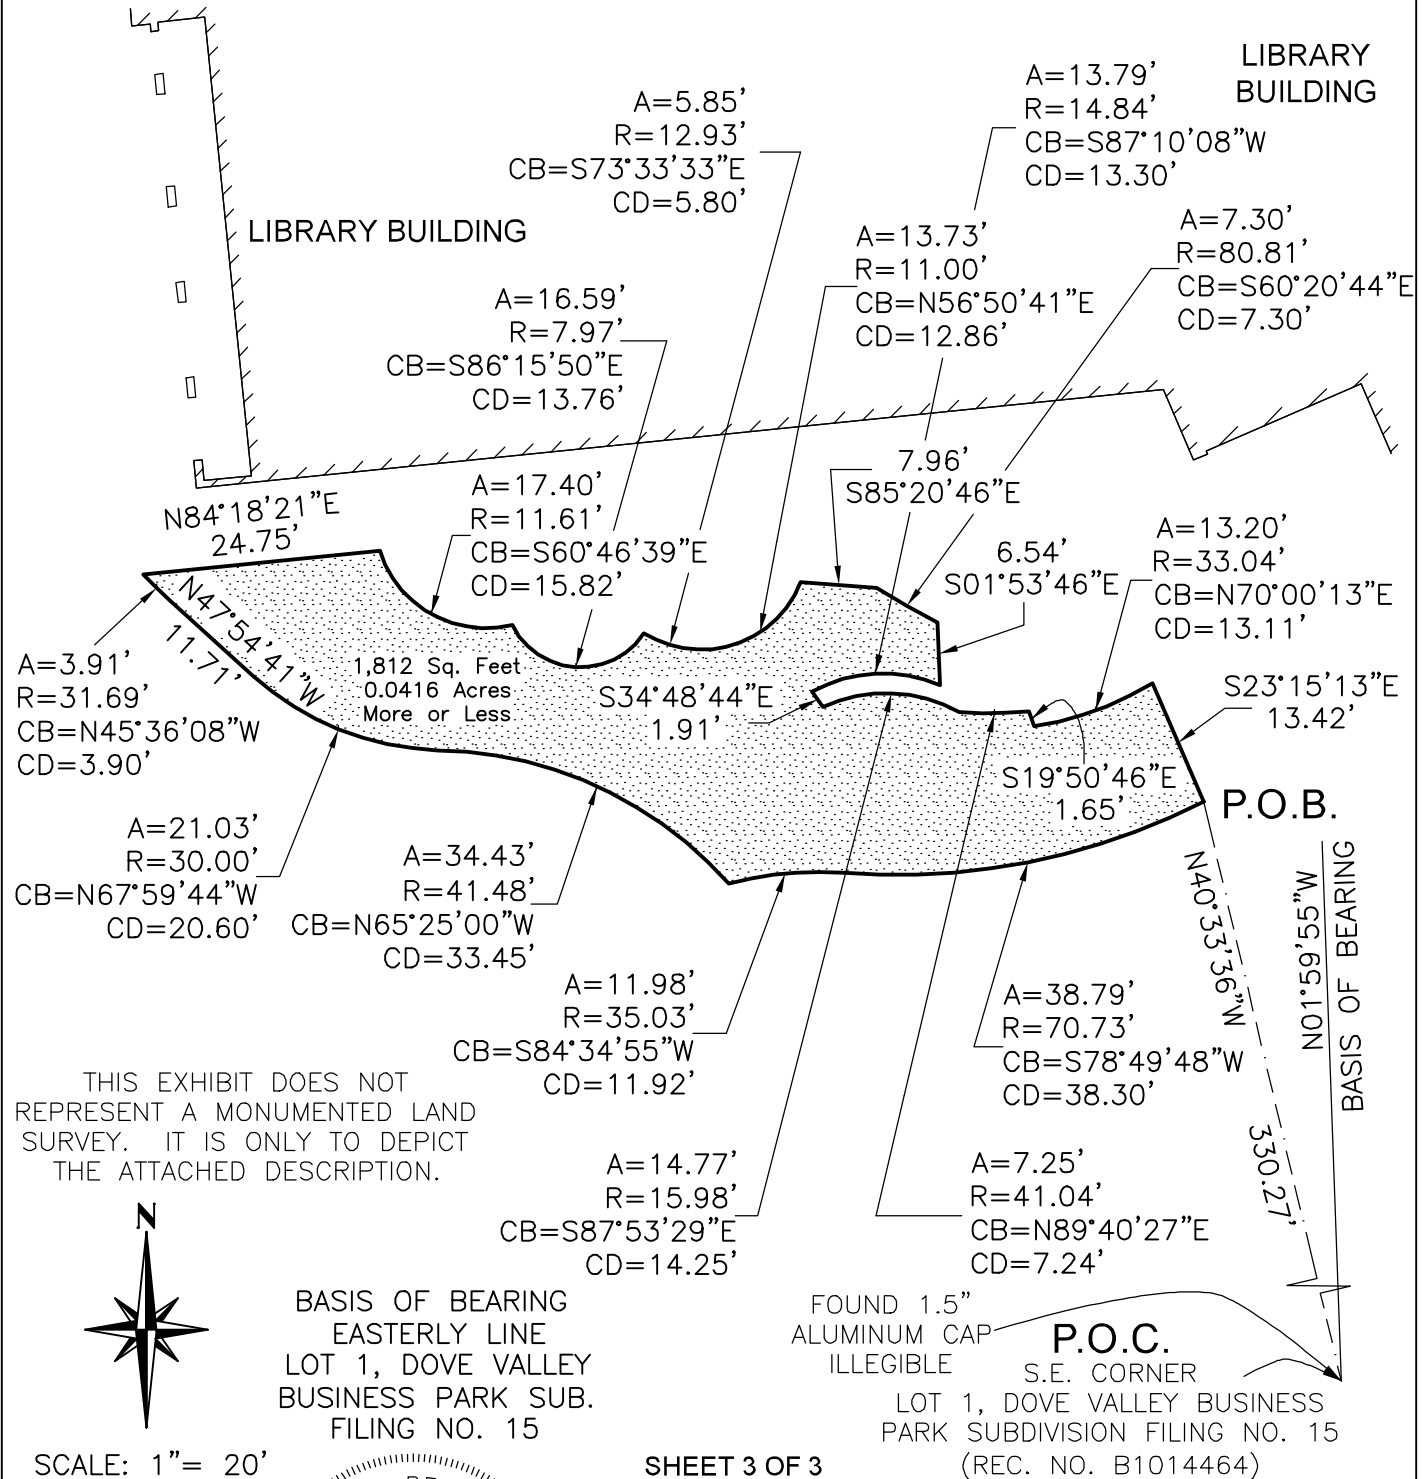 LIBRARY
BUILDING
A=13.79'
R=14.84'
CB=S87°10'08"W
CD=13.30'
A=5.85'
R=12.93'
CB=S73°33'33"E
CD=5.80'
LIBRARY BUILDING
A=13.73'
R=11.00'
CB=N56°50'41"E
CD=12.86'
A=7.30'
R=80.81'
CB=S60°20'44"E
CD=7.30'
A=16.59'
R=7.97'
CB=S86°15'50"E
CD=13.76'
N84°18'21"E
24.75'
A=17.40'
R=11.61'
CB=S60°46'39"E
CD=15.82'
7.96'
S85°20'46"E
6.54'
S01°53'46"E
A=13.20'
R=33.04'
CB=N70°00'13"E
CD=13.11'
N47°54'41"W
11.71'
A=3.91'
R=31.69'
CB=N45°36'08"W
CD=3.90'
1,812 Sq. Feet
0.0416 Acres
More or Less
S34°48'44"E
1.91'
S23°15'13"E
13.42'
S19°50'46"E
1.65'
P.O.B.
A=21.03'
R=30.00'
CB=N67°59'44"W
CD=20.60'
A=34.43'
R=41.48'
CB=N65°25'00"W
CD=33.45'
N40°33'36"W
330.27'
N01°59'55"W
BASIS OF BEARING
A=11.98'
R=35.03'
CB=S84°34'55"W
CD=11.92'
A=38.79'
R=70.73'
CB=S78°49'48"W
CD=38.30'
THIS EXHIBIT DOES NOT
REPRESENT A MONUMENTED LAND
SURVEY. IT IS ONLY TO DEPICT
THE ATTACHED DESCRIPTION.
A=14.77'
R=15.98'
CB=S87°53'29"E
CD=14.25'
A=7.25'
R=41.04'
CB=N89°40'27"E
CD=7.24'
N
BASIS OF BEARING
EASTERLY LINE
LOT 1, DOVE VALLEY
BUSINESS PARK SUB.
FILING NO. 15
FOUND 1.5"
ALUMINUM CAP
ILLEGIBLE
P.O.C.
S.E. CORNER
LOT 1, DOVE VALLEY BUSINESS
PARK SUBDIVISION FILING NO. 15
(REC. NO. B1014464)
SCALE: 1"= 20'
SHEET 3 OF 3